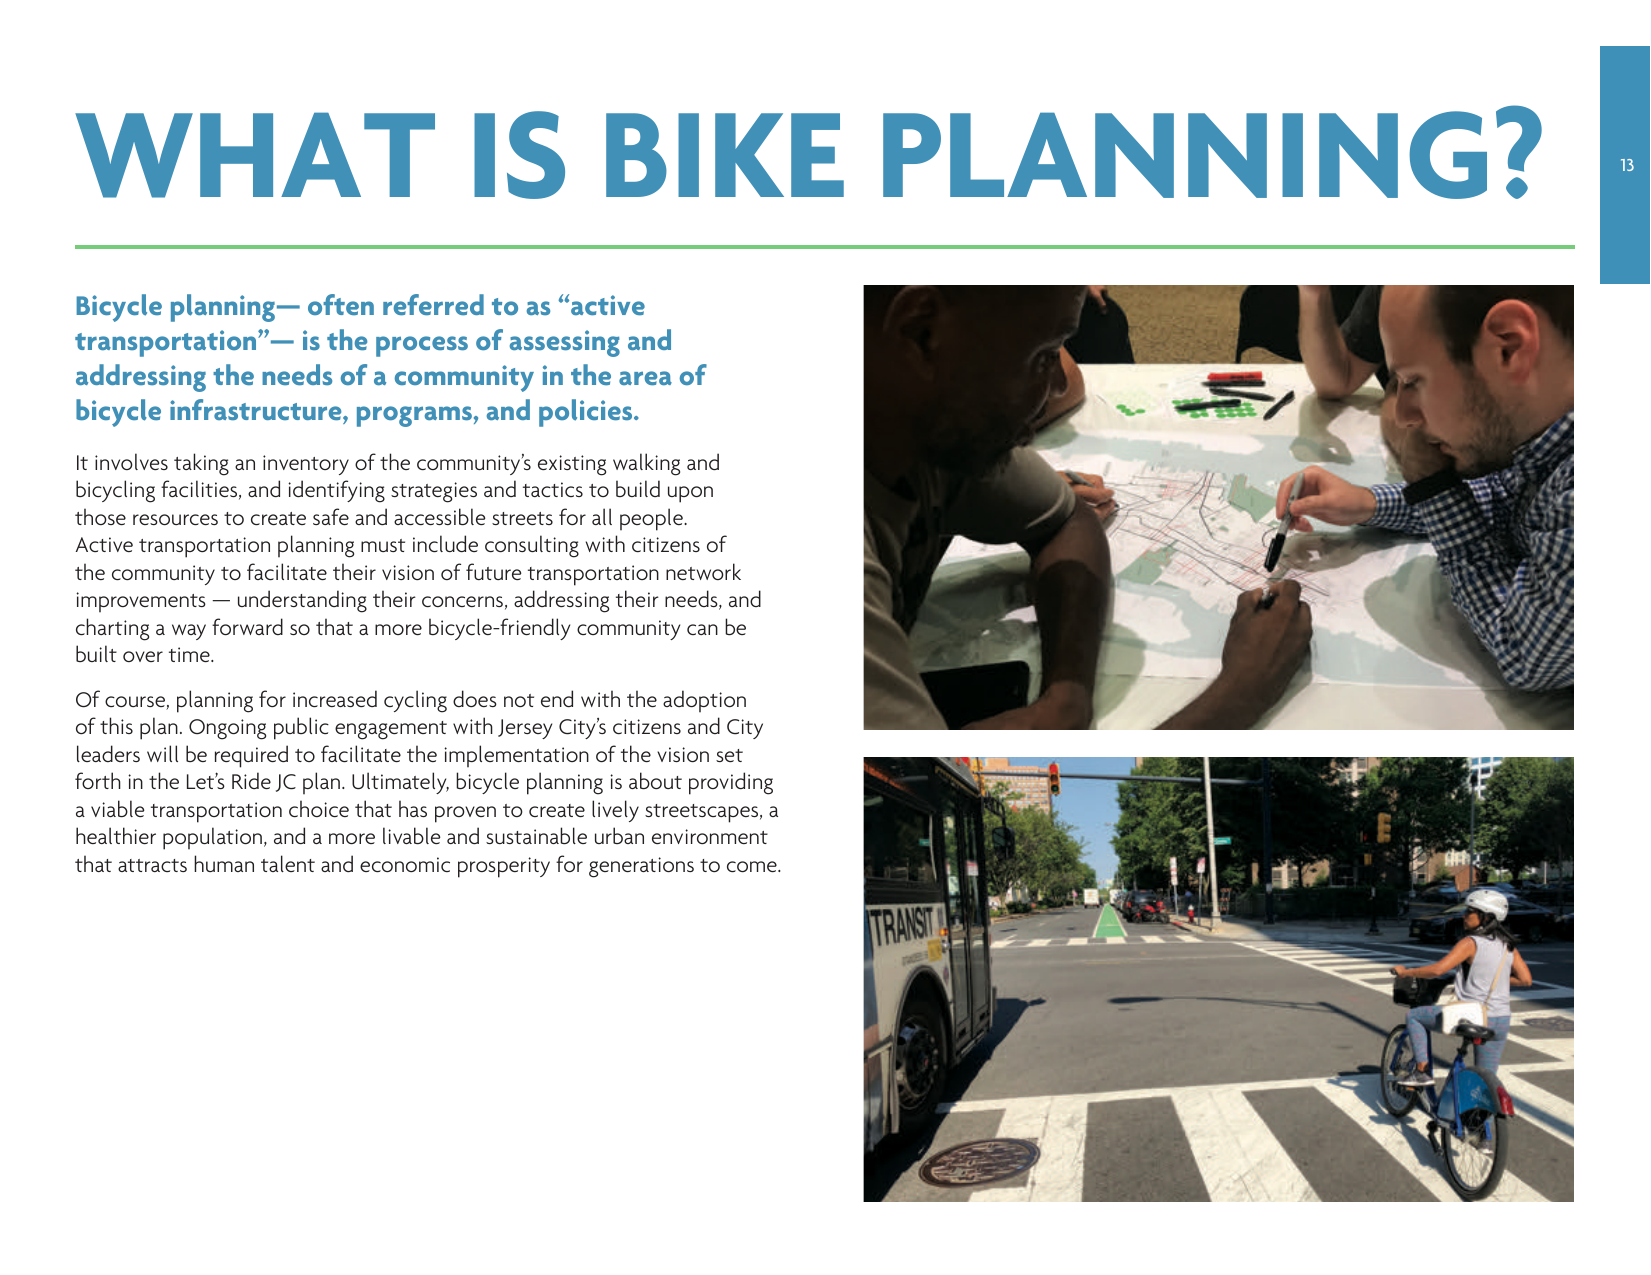 WHAT IS BIKE PLANNING?
13
Bicycle planning— often referred to as “active
transportation”— is the process of assessing and
addressing the needs of a community in the area of
bicycle infrastructure, programs, and policies.
It involves taking an inventory of the community’s existing walking and
bicycling facilities, and identifying strategies and tactics to build upon
those resources to create safe and accessible streets for all people.
Active transportation planning must include consulting with citizens of
the community to facilitate their vision of future transportation network
improvements — understanding their concerns, addressing their needs, and
charting a way forward so that a more bicycle-friendly community can be
built over time.
Of course, planning for increased cycling does not end with the adoption
of this plan. Ongoing public engagement with Jersey City’s citizens and City
leaders will be required to facilitate the implementation of the vision set
forth in the Let’s Ride JC plan. Ultimately, bicycle planning is about providing
a viable transportation choice that has proven to create lively streetscapes, a
healthier population, and a more livable and sustainable urban environment
that attracts human talent and economic prosperity for generations to come.
TRANSIT